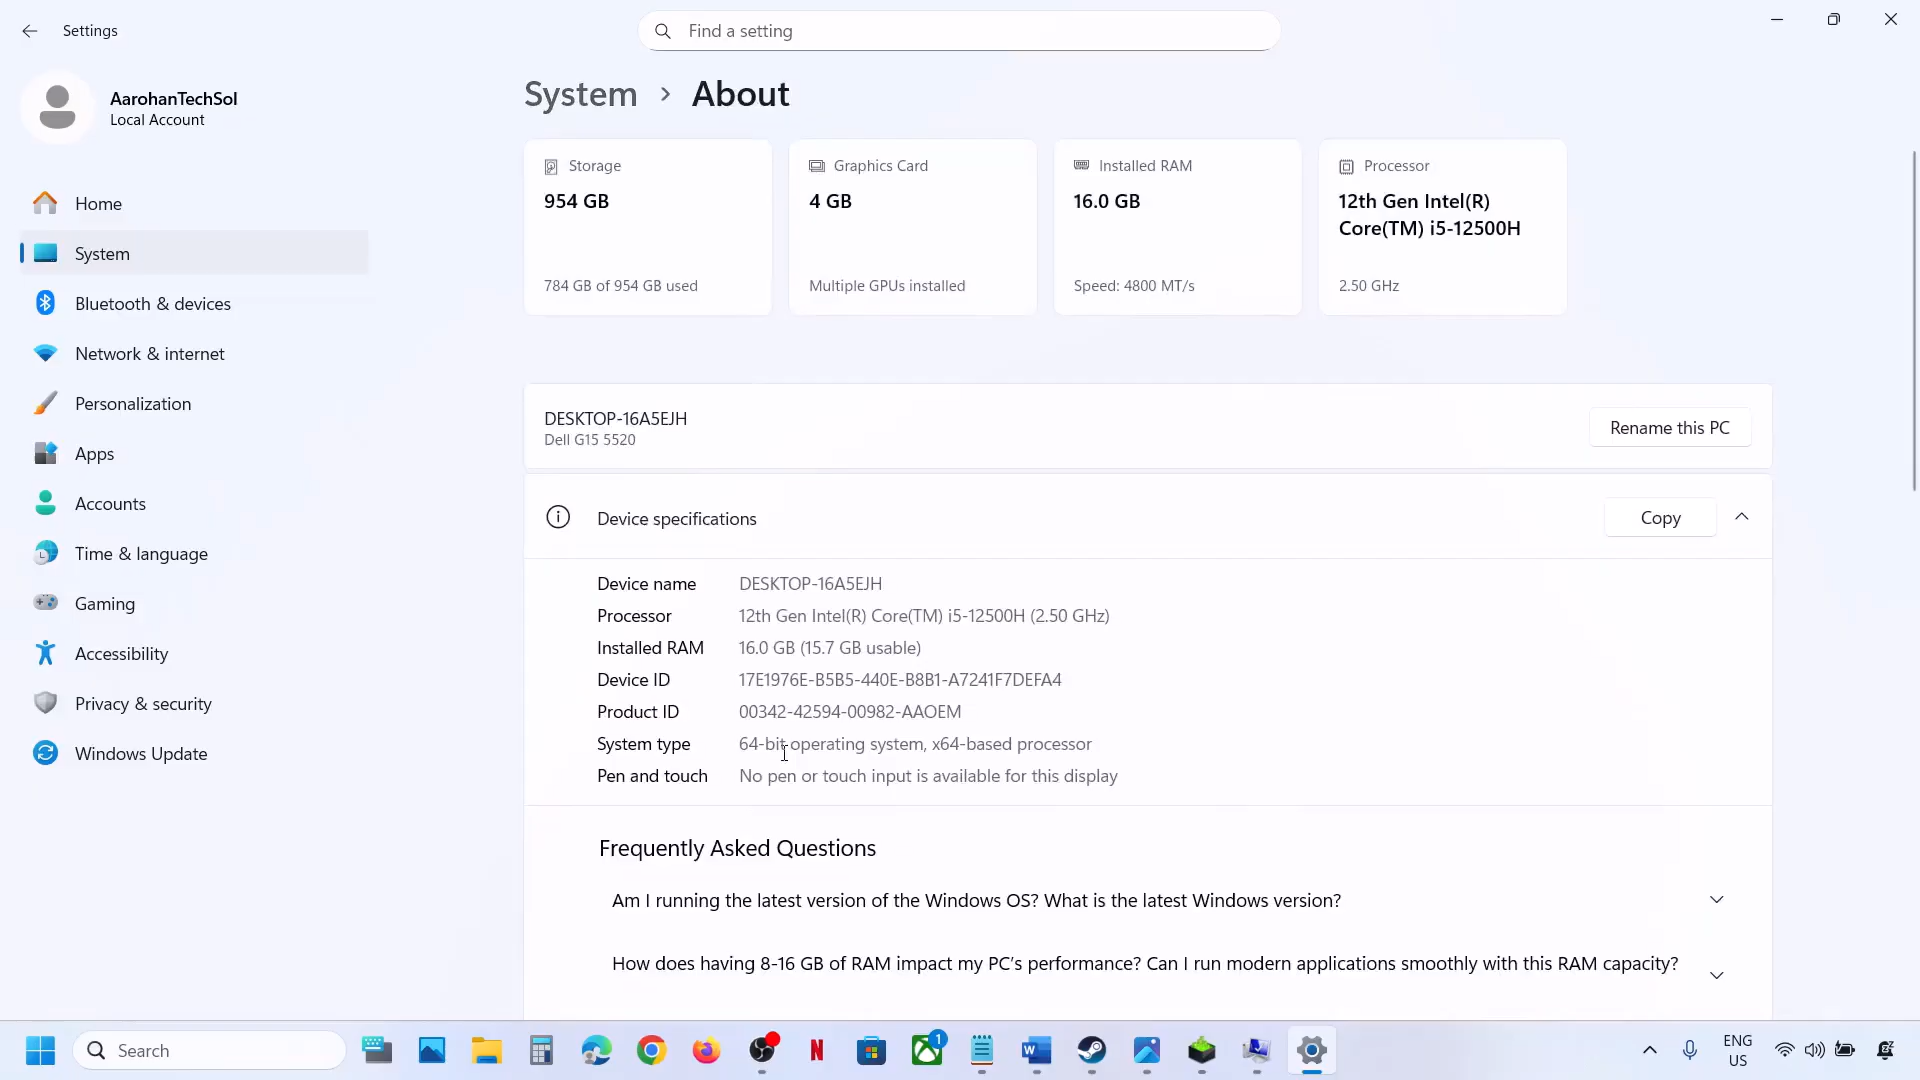 Settings
Find a setting
AarohanTechSol
Local Account
Home
System
Bluetooth & devices
Network & internet
Personalization
Apps
Accounts
Time & language
Gaming
Accessibility
Privacy & security
Windows Update
System > About
Storage
954 GB
784 GB of 954 GB used
Graphics Card
4 GB
Multiple GPUs installed
Installed RAM
16.0 GB
Speed: 4800 MT/s
Processor
12th Gen Intel(R)
Core(TM) i5-12500H
2.50 GHz
DESKTOP-16A5EJH
Dell G15 5520
Rename this PC
Device specifications
Copy
Device name DESKTOP-16A5EJH
Processor 12th Gen Intel(R) Core(TM) i5-12500H (2.50 GHz)
Installed RAM 16.0 GB (15.7 GB usable)
Device ID 17E1976E-B5B5-440E-B8B1-A7241F7DEFA4
Product ID 00342-42594-00982-AAOEM
System type 64-bit operating system, x64-based processor
Pen and touch No pen or touch input is available for this display
Frequently Asked Questions
Am I running the latest version of the Windows OS? What is the latest Windows version?
How does having 8-16 GB of RAM impact my PC's performance? Can I run modern applications smoothly with this RAM capacity?
Search
1
ENG
US